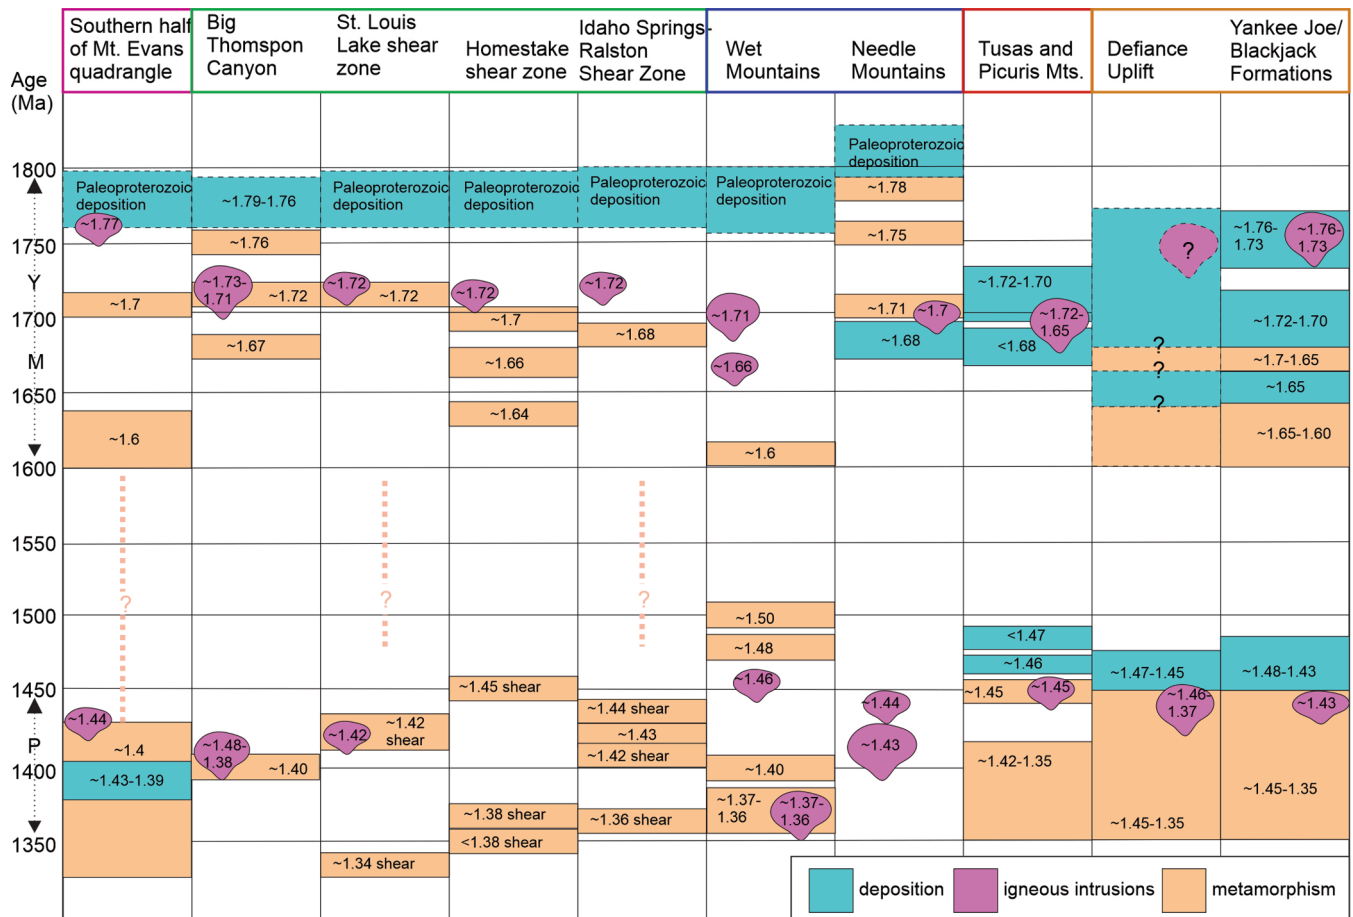 Southern half
of Mt. Evans
quadrangle
Big
Thomspon
Canyon
St. Louis
Lake shear
zone
Homestake
shear zone
Idaho Springs-
Ralston
Shear Zone
Wet
Mountains
Needle
Mountains
Tusas and
Picuris Mts.
Defiance
Uplift
Yankee Joe/
Blackjack
Formations
Age
(Ma)
1800
1750
Y
1700
M
1650
1600
1550
1500
1450
P
1400
1350
Paleoproterozoic
deposition
~1.77
~1.7
~1.6
?
~1.44
~1.4
~1.43-1.39
~1.79-1.76
~1.76
~1.73-
1.71
~1.72
~1.67
~1.48-
1.38
~1.40
Paleoproterozoic
deposition
~1.72
~1.72
?
~1.42
~1.42
shear
~1.34 shear
Paleoproterozoic
deposition
~1.72
~1.7
~1.66
~1.64
~1.45 shear
~1.38 shear
<1.38 shear
Paleoproterozoic
deposition
~1.72
~1.68
?
~1.44 shear
~1.43
~1.42 shear
~1.36 shear
Paleoproterozoic
deposition
~1.71
~1.66
~1.6
~1.50
~1.48
~1.46
~1.40
~1.37-
1.36
~1.37-
1.36
Paleoproterozoic
deposition
~1.78
~1.75
~1.71
~1.7
~1.68
~1.44
~1.43
~1.72-1.70
~1.72-
1.65
<1.68
<1.47
~1.46
~1.45
~1.45
~1.42-1.35
?
?
?
?
~1.47-1.45
~1.46-
1.37
~1.45-1.35
~1.76-
1.73
~1.76-
1.73
~1.72-1.70
~1.7-1.65
~1.65
~1.65-1.60
~1.48-1.43
~1.43
~1.45-1.35
deposition
igneous intrusions
metamorphism